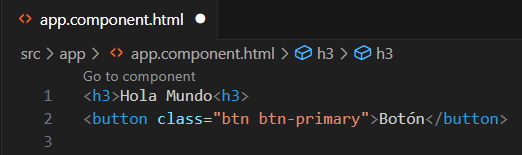 app.component.html
src > app > app.component.html > h3 > h3
Go to component
1 <h3>Hola Mundo<h3>
2 <button class="btn btn-primary">Botón</button>
3